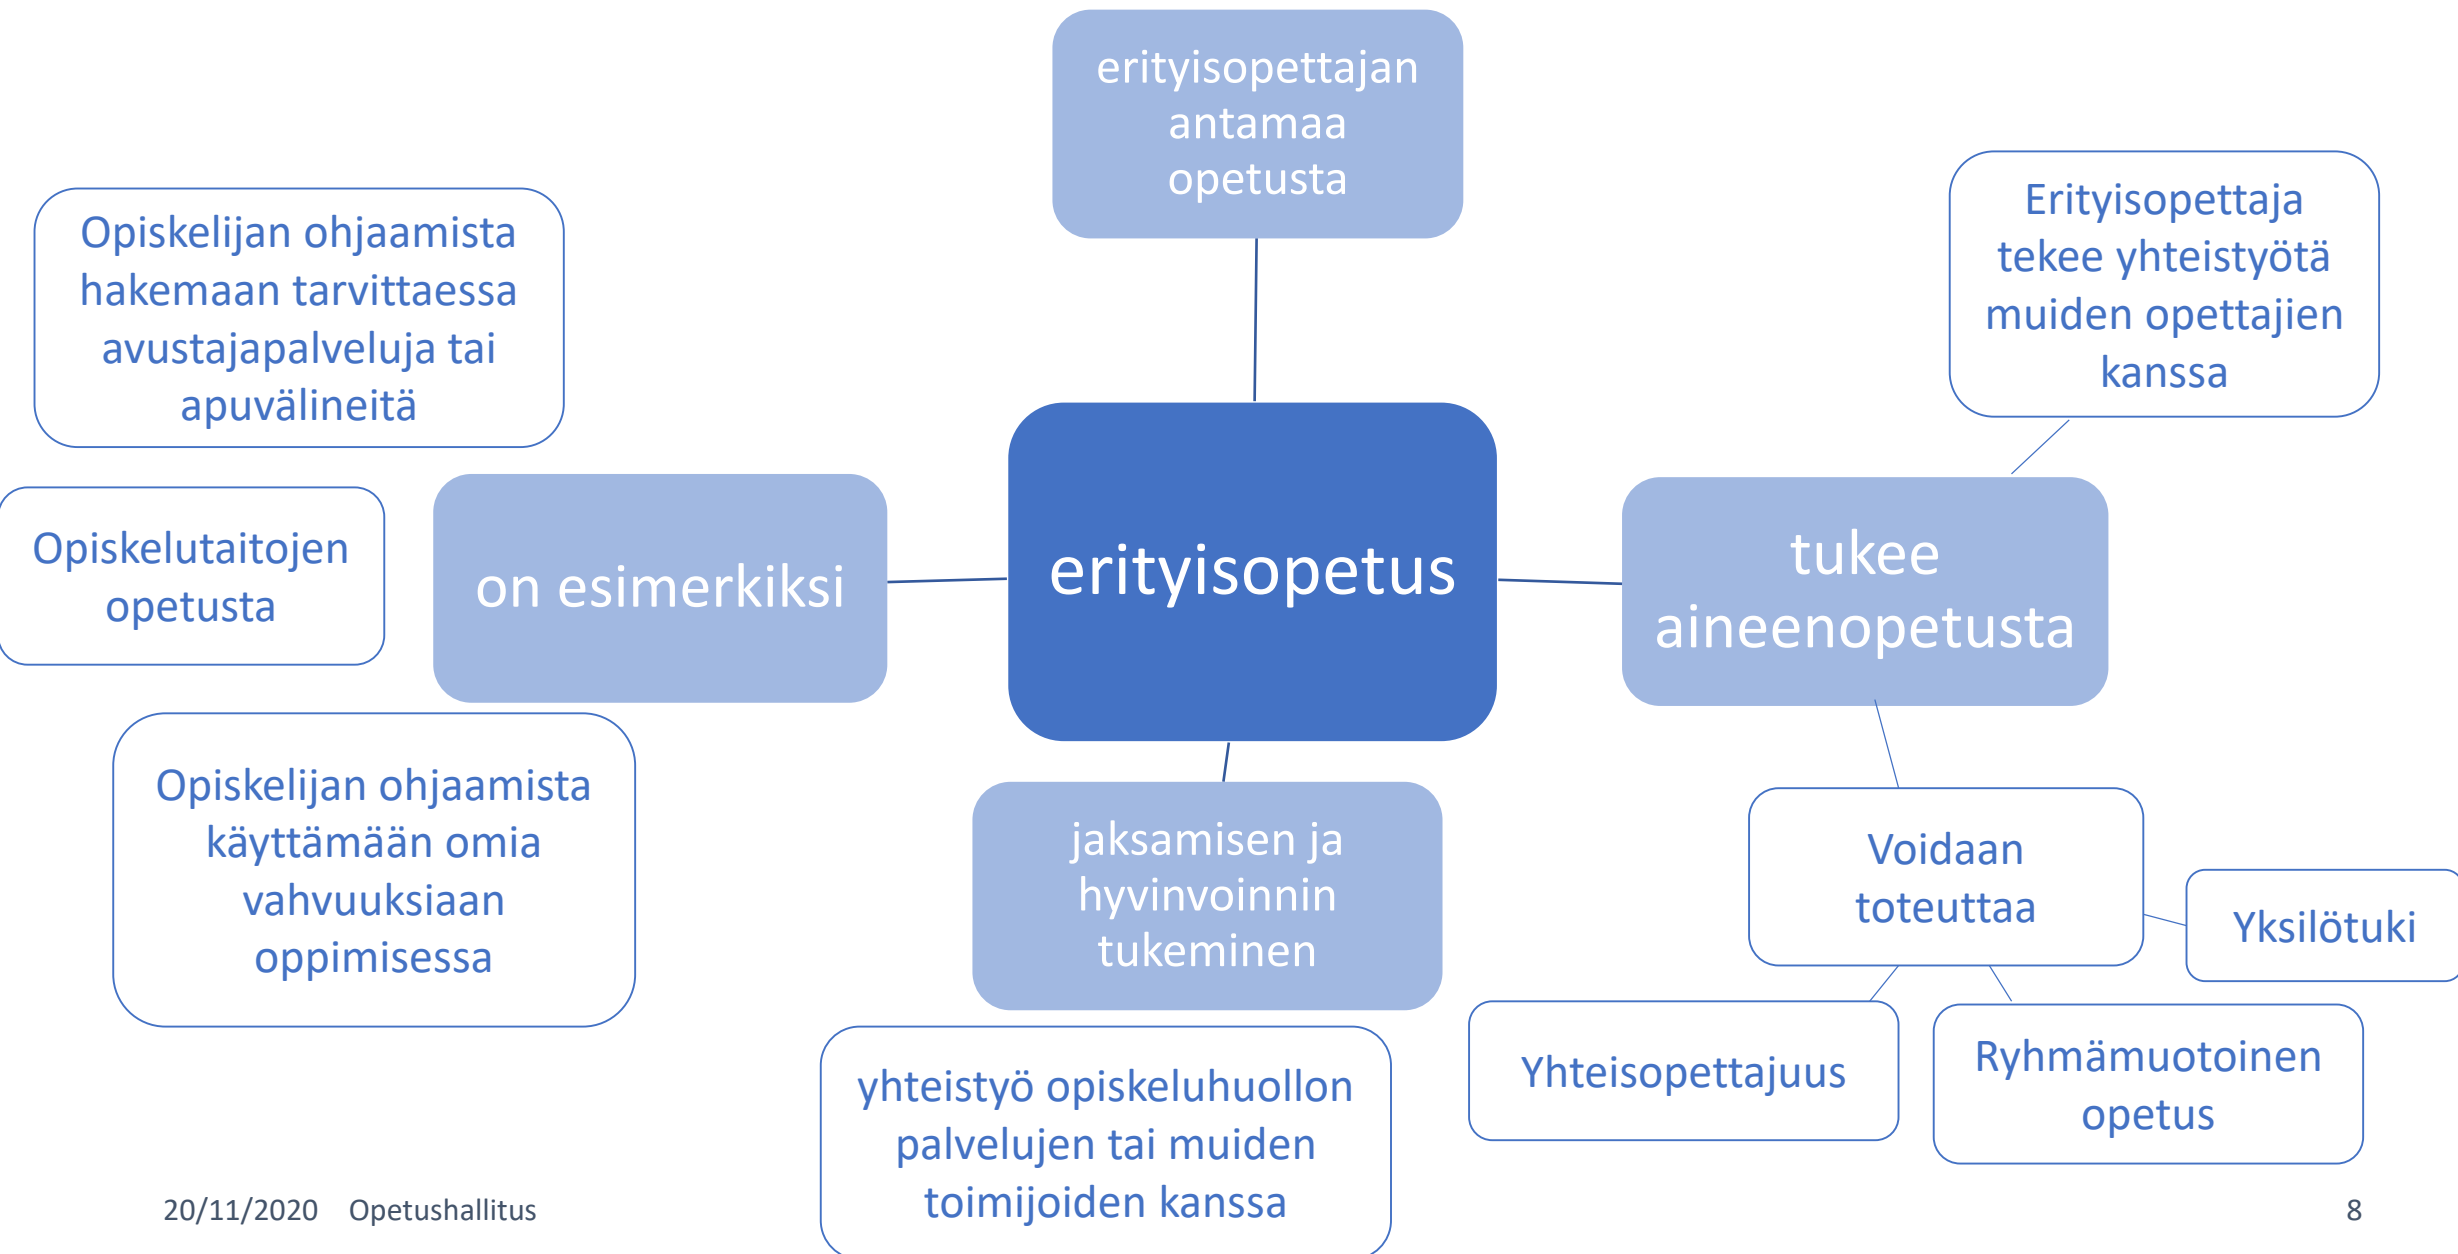 erityisopettajan
antamaa
opetusta
Opiskelijan ohjaamista
hakemaan tarvittaessa
avustajapalveluja tai
apuvälineitä
Erityisopettaja
tekee yhteistyötä
muiden opettajien
kanssa
Opiskelutaitojen
opetusta
on esimerkiksi
erityisopetus
tukee
aineenopetusta
Opiskelijan ohjaamista
käyttämään omia
vahvuuksiaan
oppimisessa
jaksamisen ja
hyvinvoinnin
tukeminen
Voidaan
toteuttaa
Yksilötuki
Yhteisopettajuus
Ryhmämuotoinen
opetus
yhteistyö opiskeluhuollon
palvelujen tai muiden
toimijoiden kanssa
20/11/2020 Opetushallitus
8